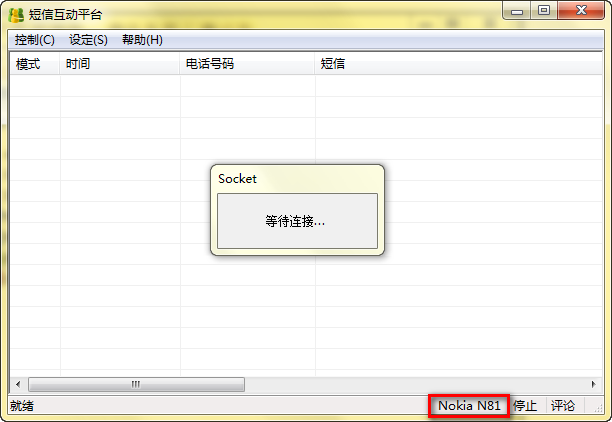 短信互动平台
控制(C) 设定(S) 帮助(H)
模式 时间 电话号码 短信
Socket
等待连接...
就绪 Nokia N81 停止 评论